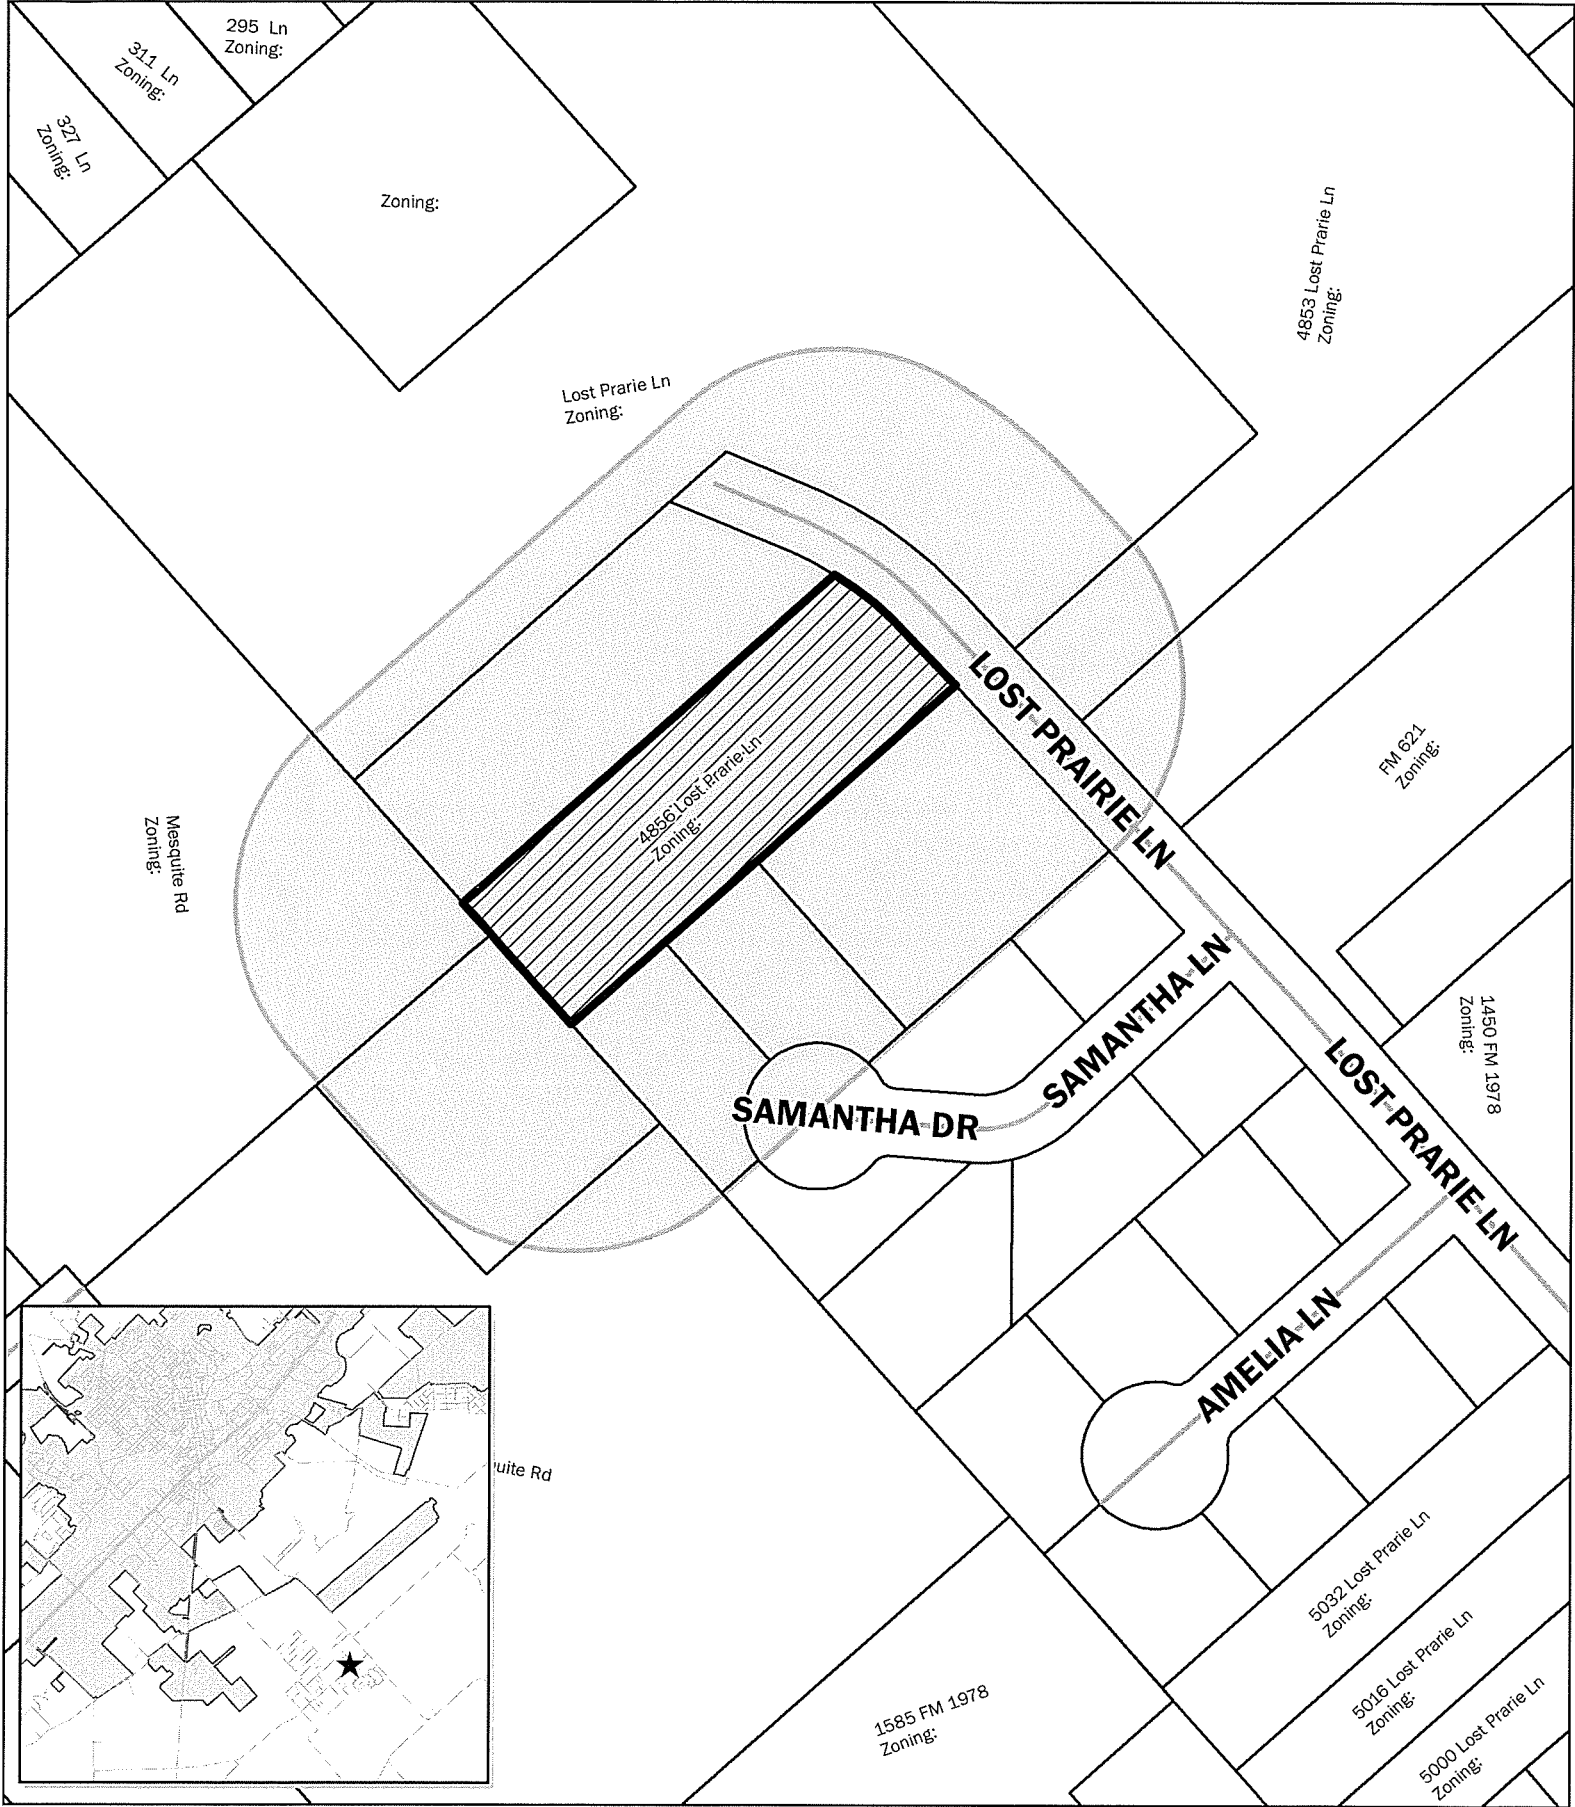 295 Ln
Zoning:
311 Ln
Zoning:
327 Ln
Zoning:
Zoning:
4853 Lost Prarie Ln
Zoning:
Lost Prarie Ln
Zoning:
LOST PRAIRIE LN
FM 621
Zoning:
4856 Lost Prarie Ln
Zoning:
Mesquite Rd
Zoning:
SAMANTHA LN
1450 FM 1978
Zoning:
SAMANTHA DR
LOST PRARIE LN
AMELIA LN
uite Rd
5032 Lost Prarie Ln
Zoning:
5016 Lost Prarie Ln
Zoning:
5000 Lost Prarie Ln
Zoning:
1585 FM 1978
Zoning: